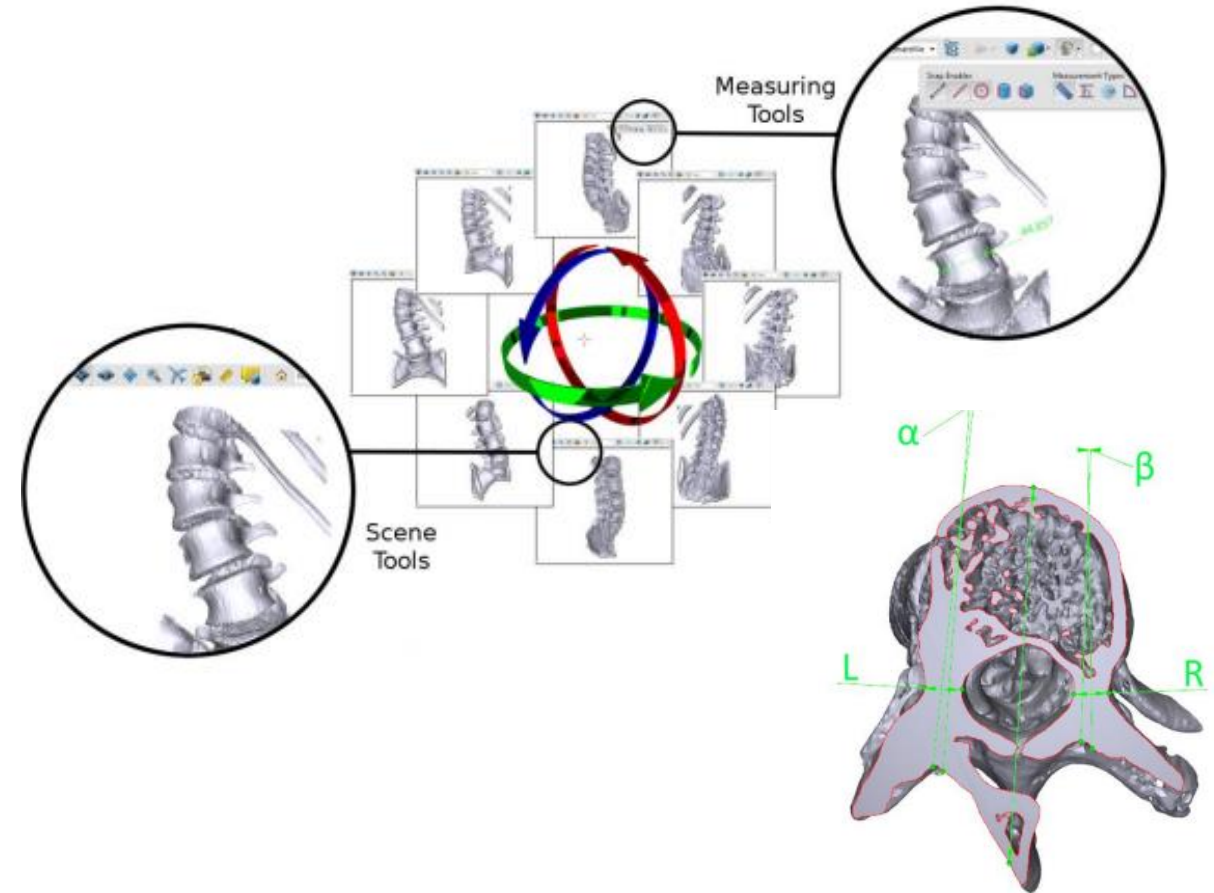 Measuring
Tools
Snap Enabler
Measurement Types
Scene
Tools
α
β
L
R